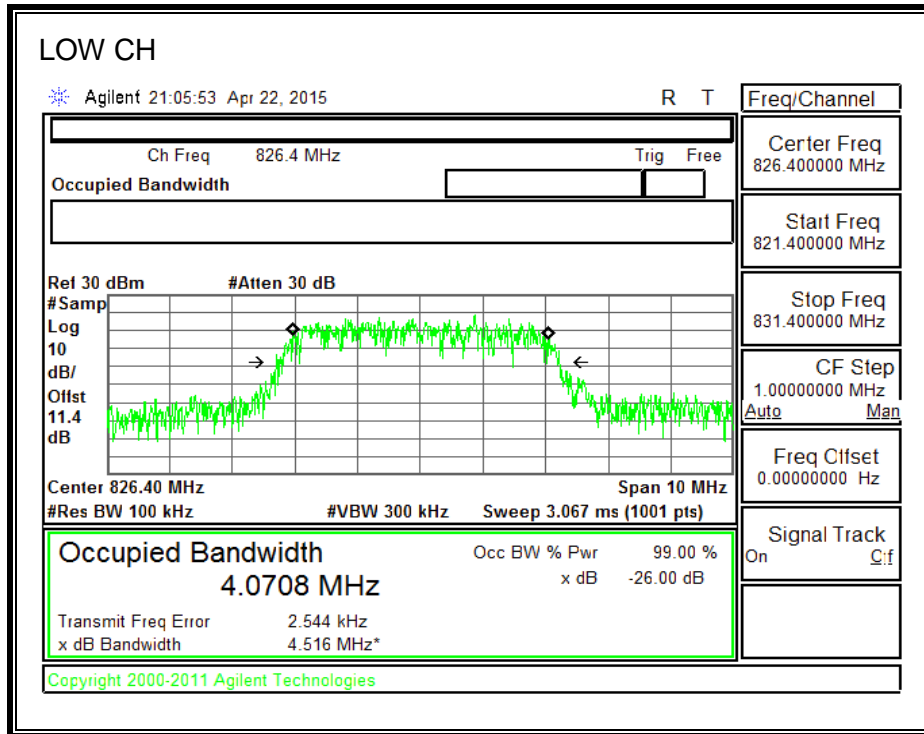 LOW CH
Agilent 21:05:53 Apr 22, 2015 R T
Freq/Channel
Ch Freq 826.4 MHz Trig Free
Occupied Bandwidth
Center Freq
826.400000 MHz
Start Freq
821.400000 MHz
Stop Freq
831.400000 MHz
CF Step
1.00000000 MHz
Auto Man
Freq Offset
0.00000000 Hz
Signal Track
On Off
Ref 30 dBm #Atten 30 dB
#Samp
Log
10
dB/
Offst
11.4
dB
Center 826.40 MHz Span 10 MHz
#Res BW 100 kHz #VBW 300 kHz Sweep 3.067 ms (1001 pts)
Occupied Bandwidth
4.0708 MHz
Occ BW % Pwr 99.00 %
x dB -26.00 dB
Transmit Freq Error 2.544 kHz
x dB Bandwidth 4.516 MHz*
Copyright 2000-2011 Agilent Technologies